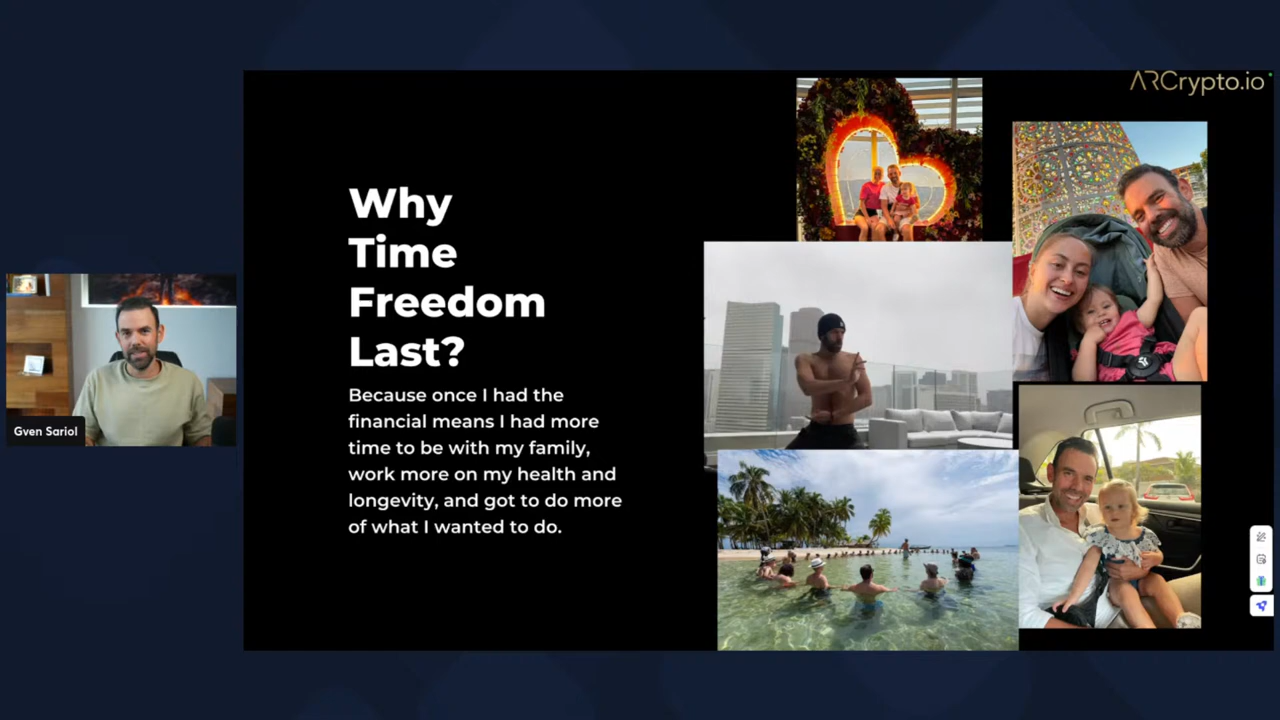 ARCrypto.io
Why
Time
Freedom
Last?
Because once I had the
financial means I had more
time to be with my family,
work more on my health and
longevity, and got to do more
of what I wanted to do.
Gven Sariol